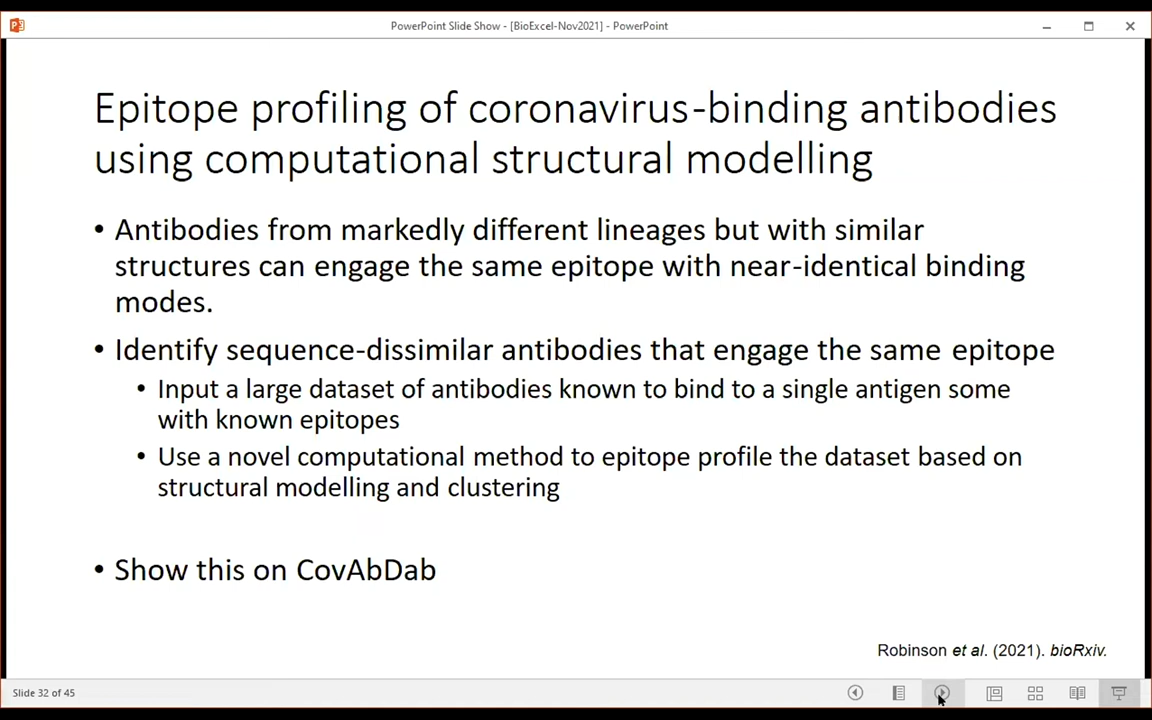 PowerPoint Slide Show - [BioExcel-Nov2021] - PowerPoint
Epitope profiling of coronavirus-binding antibodies
using computational structural modelling
• Antibodies from markedly different lineages but with similar
structures can engage the same epitope with near-identical binding
modes.
• Identify sequence-dissimilar antibodies that engage the same epitope
• Input a large dataset of antibodies known to bind to a single antigen some
with known epitopes
• Use a novel computational method to epitope profile the dataset based on
structural modelling and clustering
• Show this on CovAbDab
Robinson et al. (2021). bioRxiv.
Slide 32 of 45